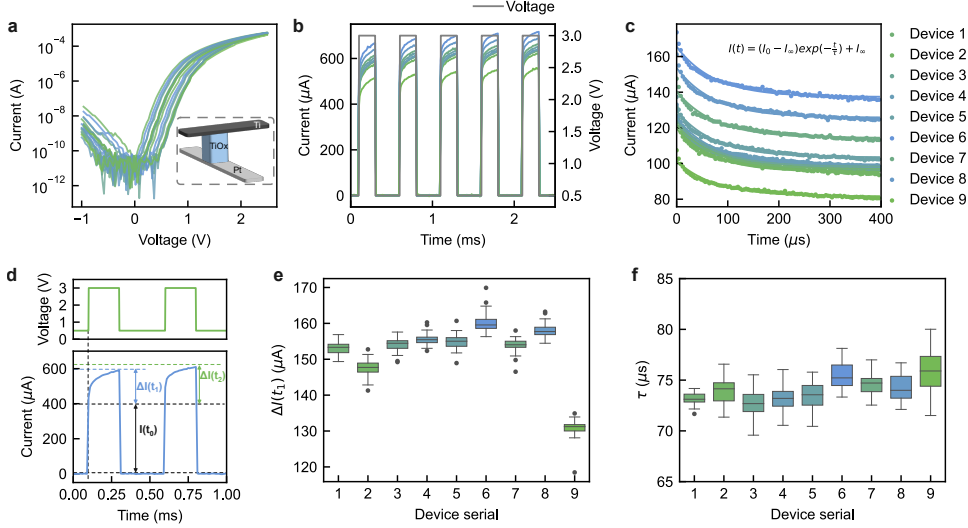 a
Current (A)
10⁻⁴
10⁻⁶
10⁻⁸
10⁻¹⁰
10⁻¹²
-1 0 1 2
Voltage (V)
Ti
TiOx
Pt
b
Voltage
Current (µA)
600
400
200
0
0 1 2
Time (ms)
3.0
2.5
2.0
1.5
1.0
0.5
Voltage (V)
c
I(t) = (I₀ − I∞)exp(−t/τ) + I∞
Current (µA)
160
140
120
100
80
0 100 200 300 400
Time (µs)
Device 1
Device 2
Device 3
Device 4
Device 5
Device 6
Device 7
Device 8
Device 9
d
Voltage (V)
3
2
1
0
Current (µA)
600
400
200
0
ΔI(t₁)
ΔI(t₂)
I(t₀)
0.00 0.25 0.50 0.75 1.00
Time (ms)
e
ΔI(t₁) (µA)
170
160
150
140
130
120
1 2 3 4 5 6 7 8 9
Device serial
f
τ (µs)
85
80
75
70
65
1 2 3 4 5 6 7 8 9
Device serial